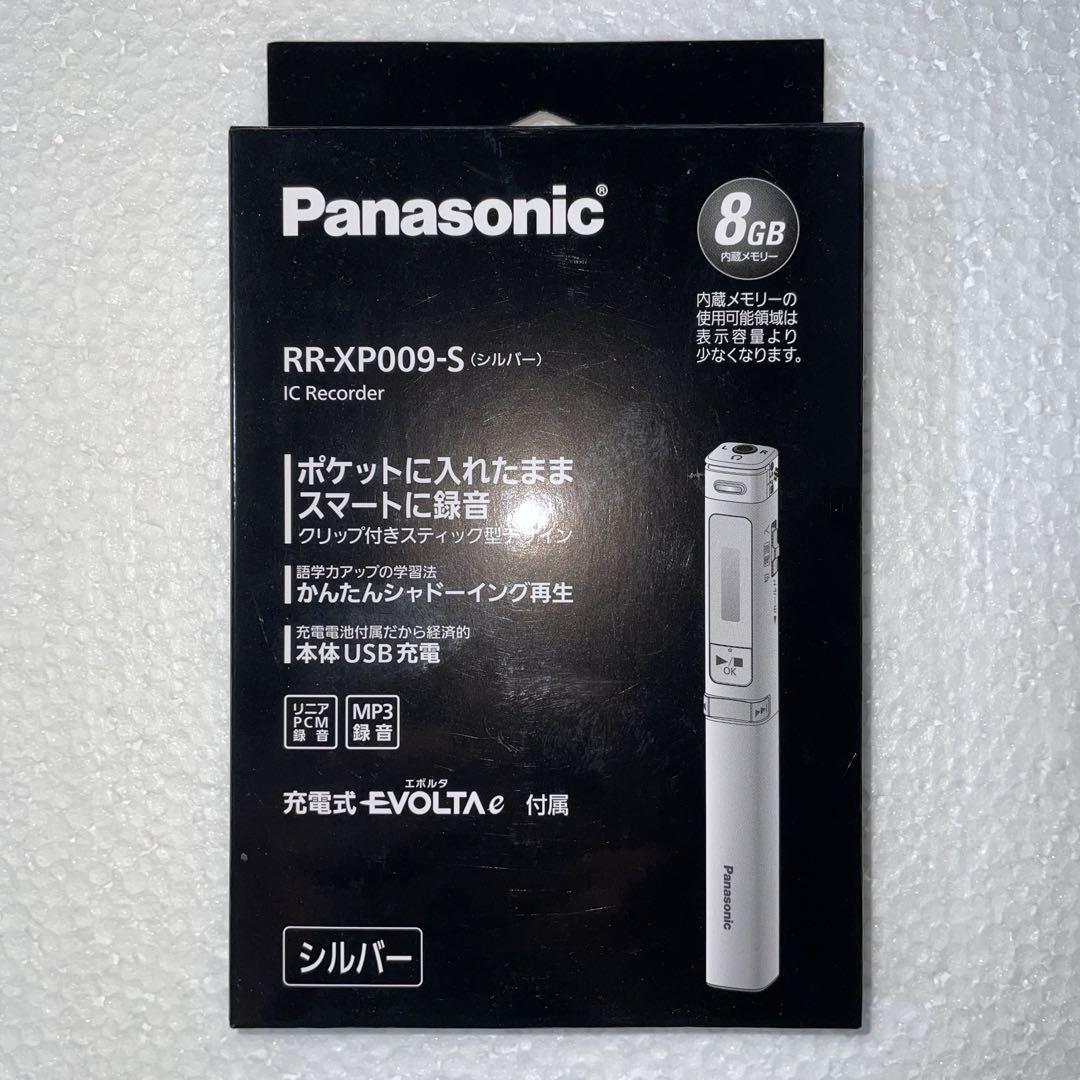 Panasonic®
8GB
内蔵メモリー
内蔵メモリーの
使用可能領域は
表示容量より
少なくなります。
RR-XP009-S（シルバー）
IC Recorder
ポケットに入れたまま
スマートに録音
クリップ付きスティック型デザイン
語学力アップの学習法
かんたんシャドーイング再生
充電電池付属だから経済的
本体USB充電
リニア
PCM
録音
MP3
録音
エボルタ
充電式 EVOLTA e 付属
シルバー
L R
OK
Panasonic